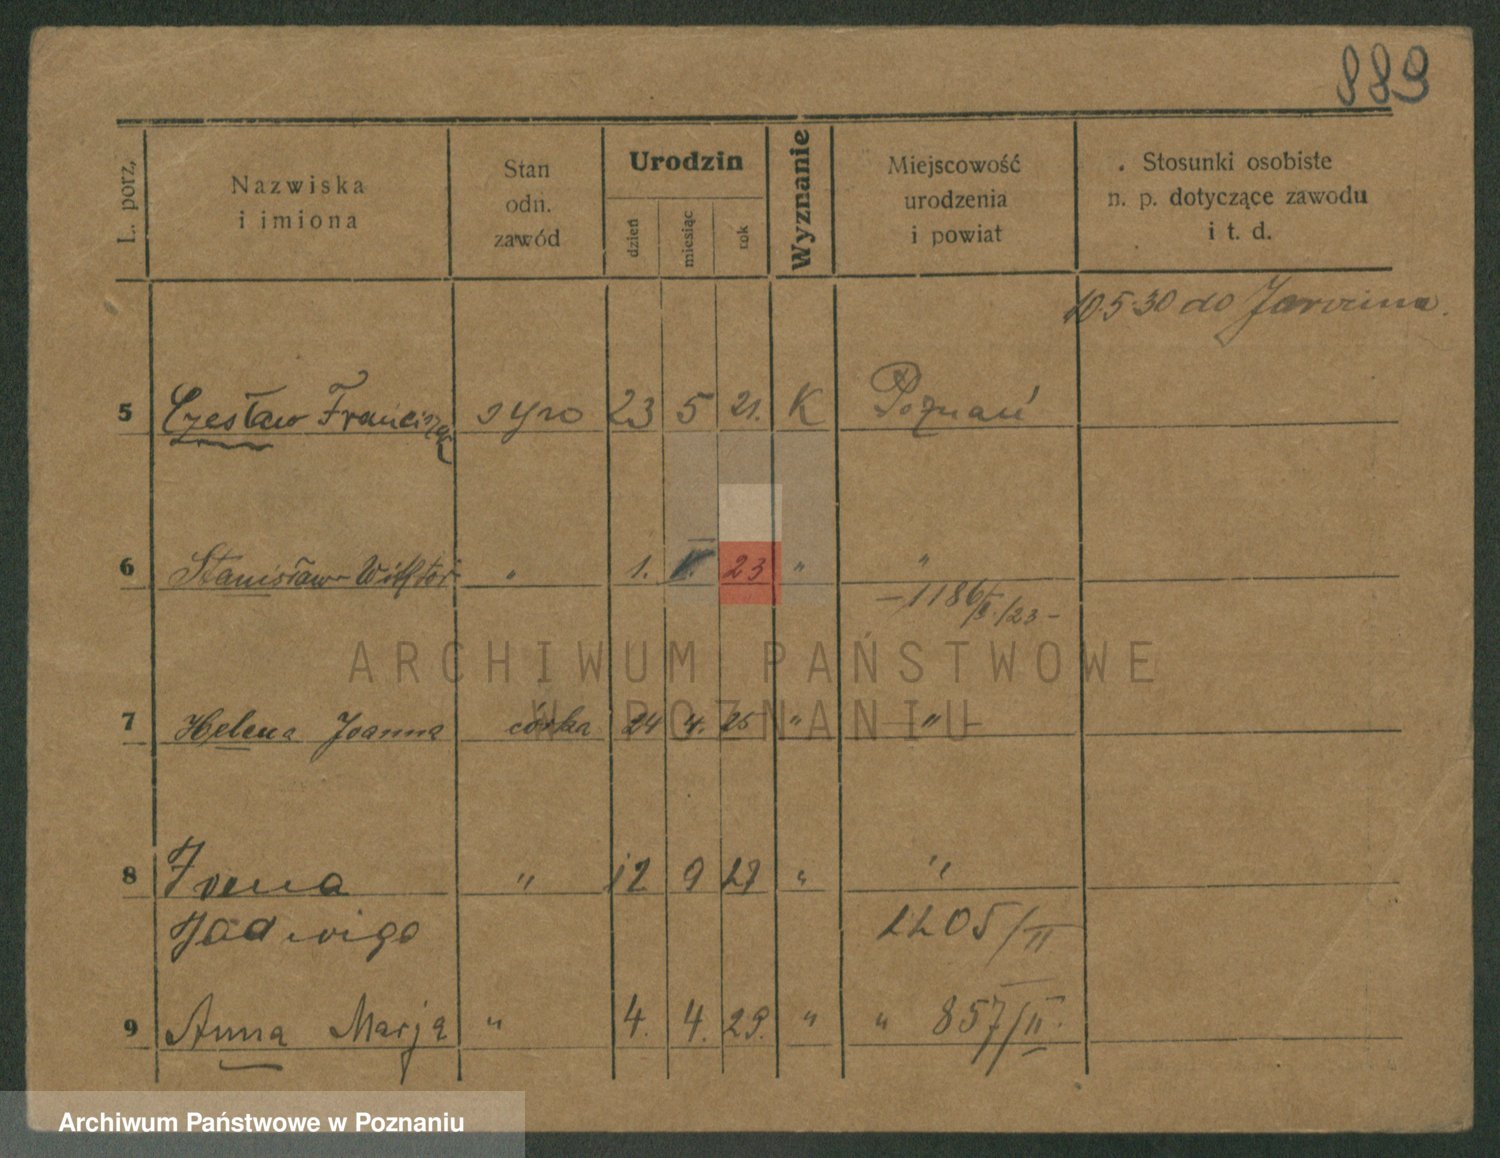 889
L. porz,
Nazwiska
i imiona
Stan
odn.
zawód
Urodzin
dzień
miesiąc
rok
Wyznanie
Miejscowość
urodzenia
i powiat
Stosunki osobiste
n. p. dotyczące zawodu
i t. d.
10.5.30 do Jarocina.
5 Czesław Franciszek syn 23 5 21. K Poznań
6 Stanisław Wiktor " 1. 23 " "
7 Helena Joanna córka 24 4. 25 " "
8 Irena " 12 9 27 " "
Jadwiga 2205/II
9 Anna Marja " 4. 4. 29. " " 857/II.
ARCHIWUM PAŃSTWOWE
W POZNANIU
Archiwum Państwowe w Poznaniu